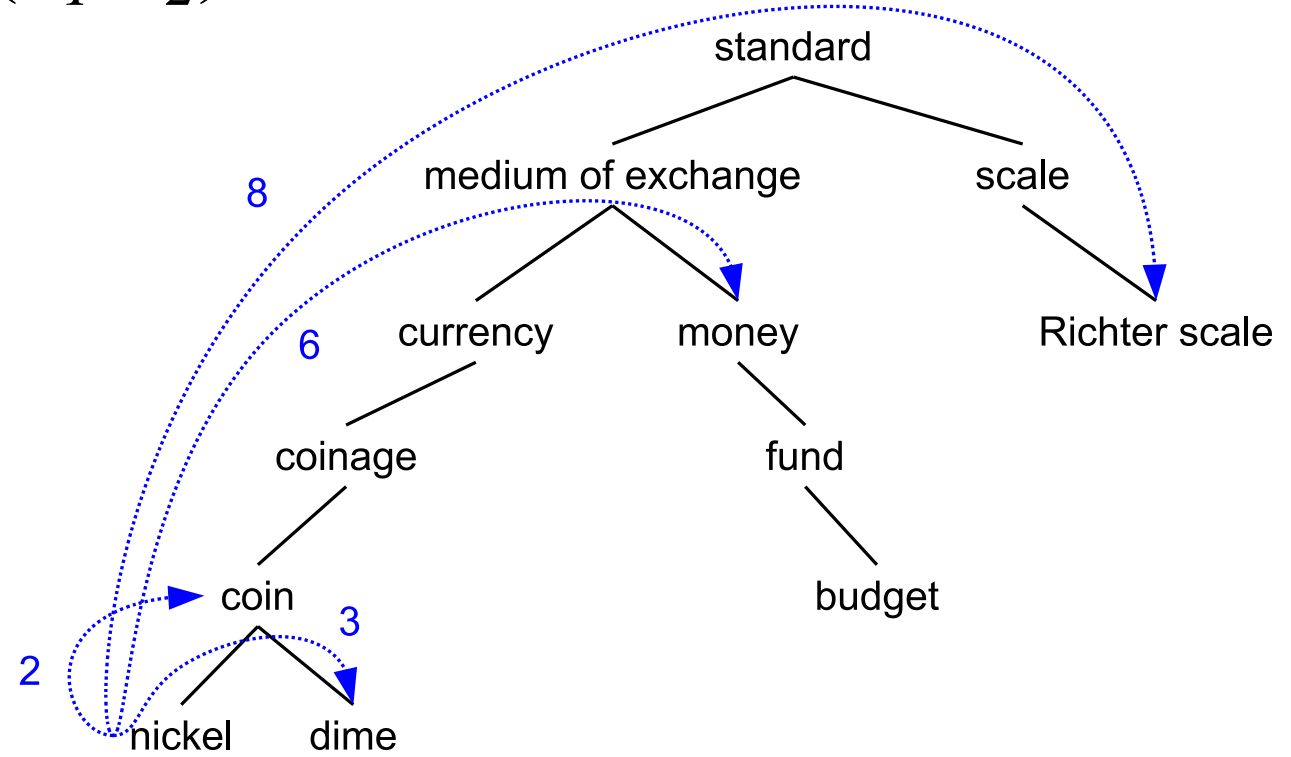 standard
8
medium of exchange
scale
6
currency
money
Richter scale
coinage
fund
coin
3
budget
2
nickel
dime